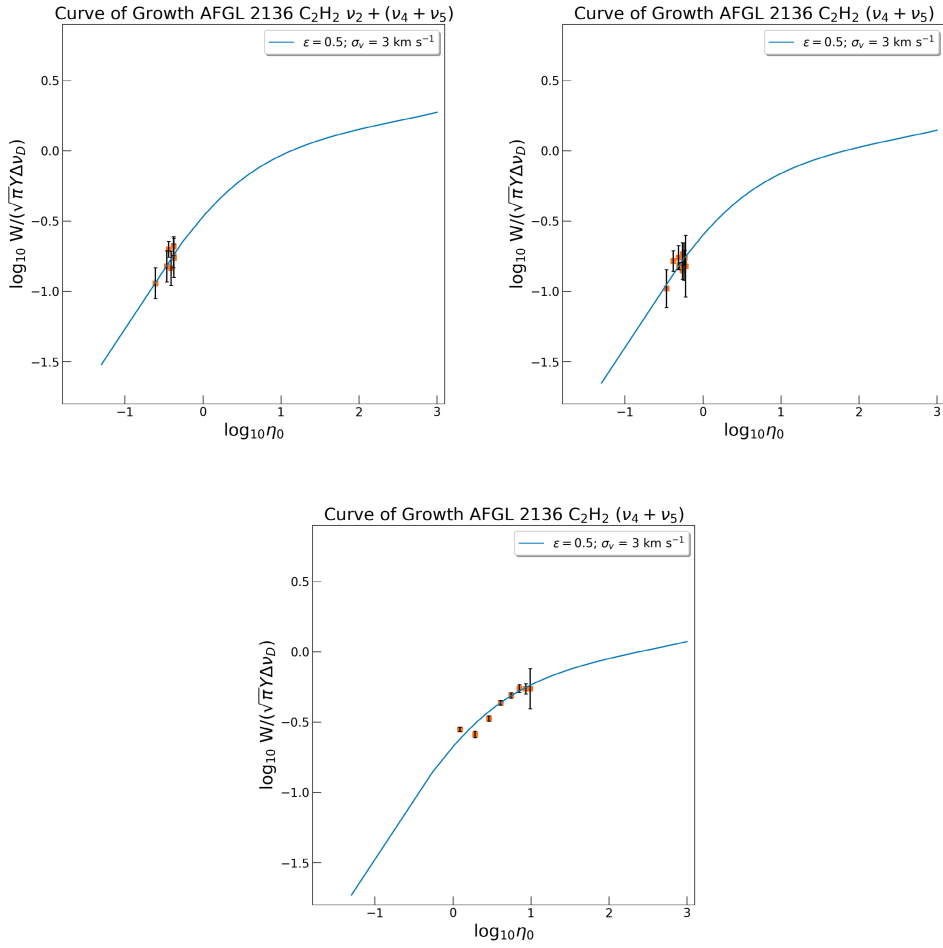 Curve of Growth AFGL 2136 C₂H₂ ν₂ + (ν₄ + ν₅)
ε = 0.5; σᵥ = 3 km s⁻¹
0.5
0.0
−0.5
−1.0
−1.5
log₁₀ W/(√πYΔν_D)
−1 0 1 2 3
log₁₀η₀
Curve of Growth AFGL 2136 C₂H₂ (ν₄ + ν₅)
ε = 0.5; σᵥ = 3 km s⁻¹
0.5
0.0
−0.5
−1.0
−1.5
log₁₀ W/(√πYΔν_D)
−1 0 1 2 3
log₁₀η₀
Curve of Growth AFGL 2136 C₂H₂ (ν₄ + ν₅)
ε = 0.5; σᵥ = 3 km s⁻¹
0.5
0.0
−0.5
−1.0
−1.5
log₁₀ W/(√πYΔν_D)
−1 0 1 2 3
log₁₀η₀